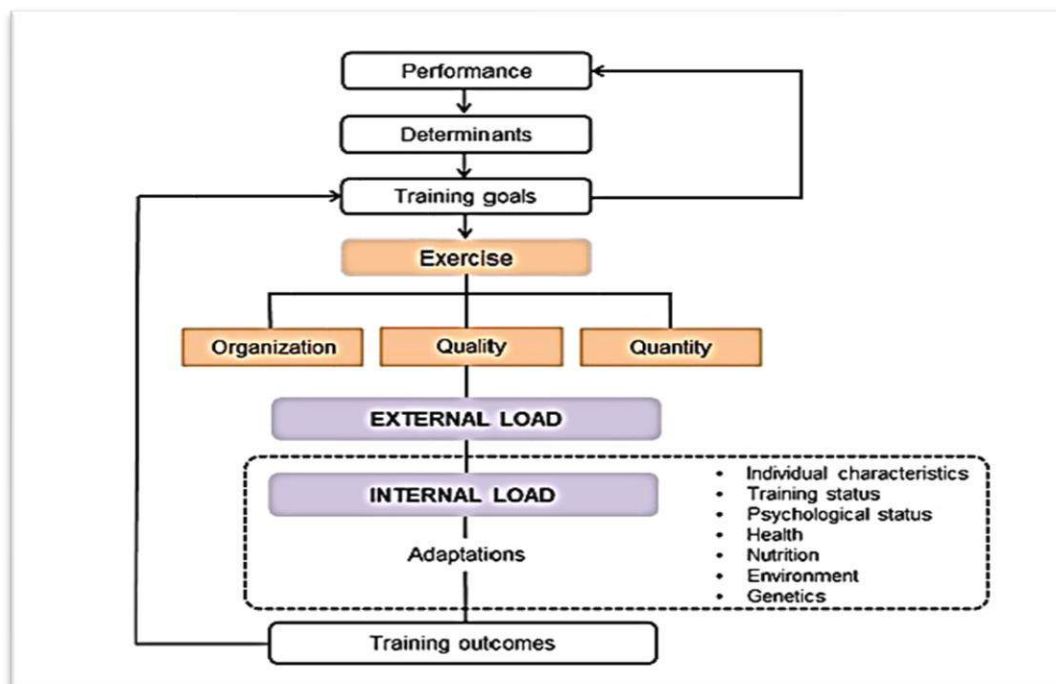 Performance
Determinants
Training goals
Exercise
Organization
Quality
Quantity
EXTERNAL LOAD
INTERNAL LOAD
Adaptations
• Individual characteristics
• Training status
• Psychological status
• Health
• Nutrition
• Environment
• Genetics
Training outcomes